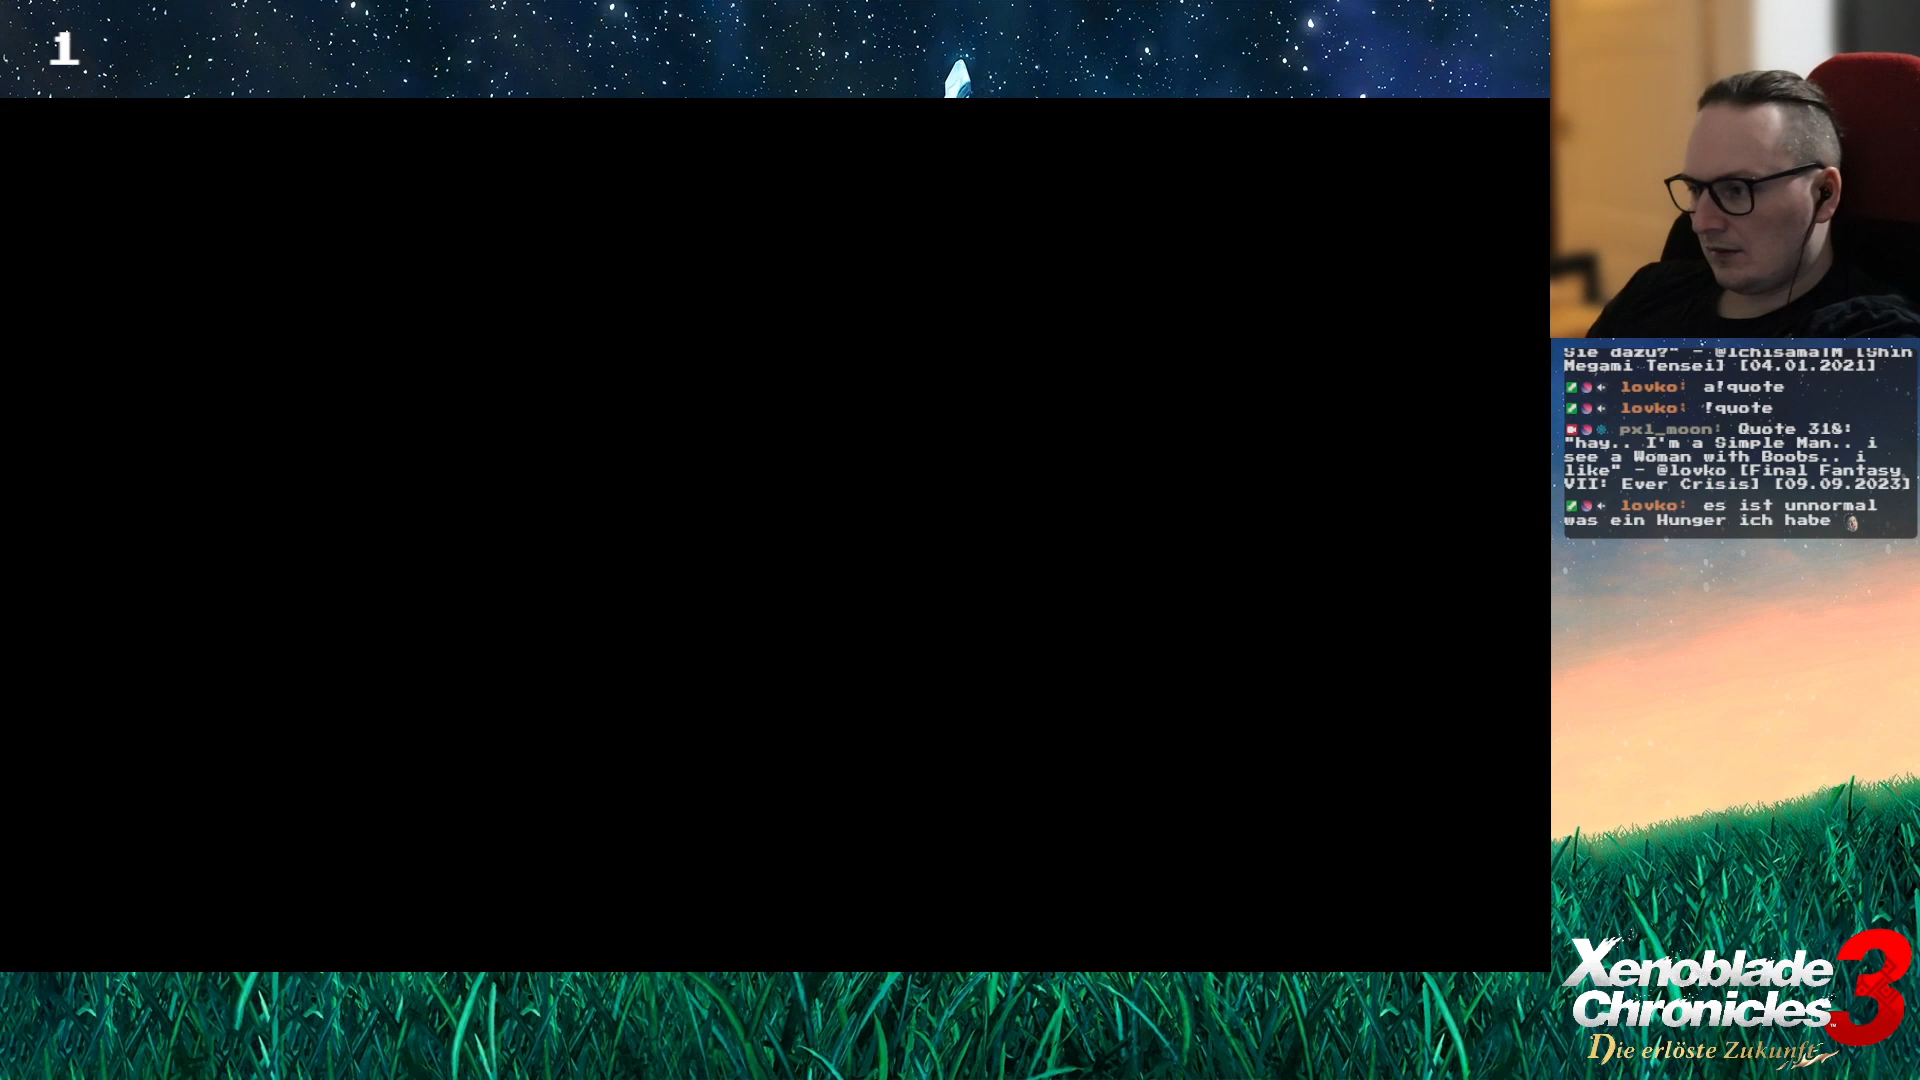 1
Sie dazu?" - @IchisamaTM [Shin
Megami Tensei] [04.01.2021]
lovko: a!quote
lovko: !quote
pxl_moon: Quote 318:
"hay.. I'm a Simple Man.. i
see a Woman with Boobs.. i
like" - @lovko [Final Fantasy
VII: Ever Crisis] [09.09.2023]
lovko: es ist unnormal
was ein Hunger ich habe
Xenoblade
Chronicles 3
Die erlöste Zukunft